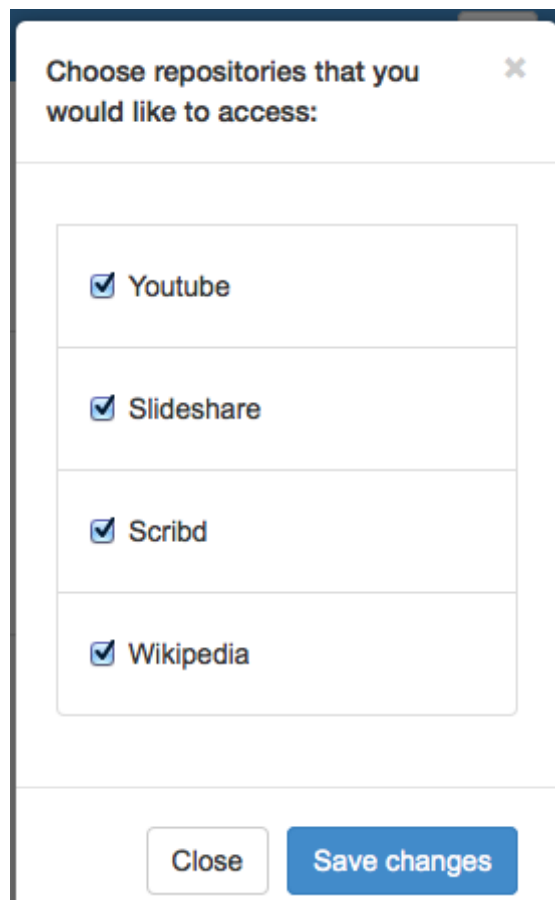 Choose repositories that you
would like to access:
Youtube
Slideshare
Scribd
Wikipedia
Close
Save changes